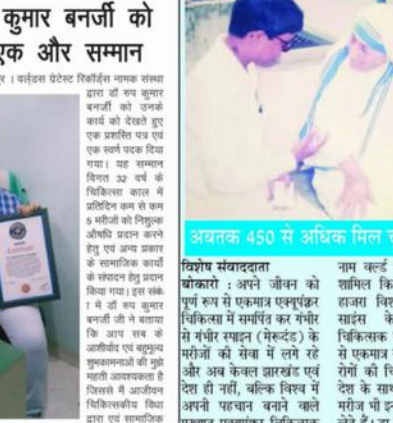 कुमार बनर्जी को
एक और सम्मान
। वर्ल्डस ग्रेटेस्ट रिकॉर्ड्स नामक संस्था
द्वारा डॉ रुप कुमार
बनर्जी को उनके
कार्य को देखते हुए
एक प्रशस्ति पत्र एवं
एक स्वर्ण पदक दिया
गया। यह सम्मान
विगत 32 वर्ष के
चिकित्सा काल में
प्रतिदिन कम से कम
5 मरीजो को निशुल्क
औषधि प्रदान करने
हेतु एवं अन्य प्रकार
के सामाजिक कार्यों
के संपादन हेतु प्रदान
किया गया। इस संबं-
ा में डॉ रुप कुमार
बनर्जी जी ने बताया
कि आप सब के
आशीर्वाद एवं बहुमूल्य
शुभकामनाओं की मुझे
महती आवश्यकता है
जिससे मैं आजीवन
चिकित्सकीय विधा
द्वारा एवं सामाजिक
अबतक 450 से अधिक मिल
विशेष संवाददाता
बोकारो : अपने जीवन को
पूर्ण रूप से एकमात्र एक्यूपंक्चर
चिकित्सा में समर्पित कर गंभीर
से गंभीर स्पाइन (मेरूदंड) के
मरीजों की सेवा में लगे रहे
और अब केवल झारखंड एवं
देश ही नहीं, बल्कि विश्व में
अपनी पहचान बनाने वाले
नाम वर्ल्ड
शामिल कि
हाजरा विश
साइंस के
चिकित्सक
से एकमात्र
रोगों की चि
देश के साथ
मरीज भी इन